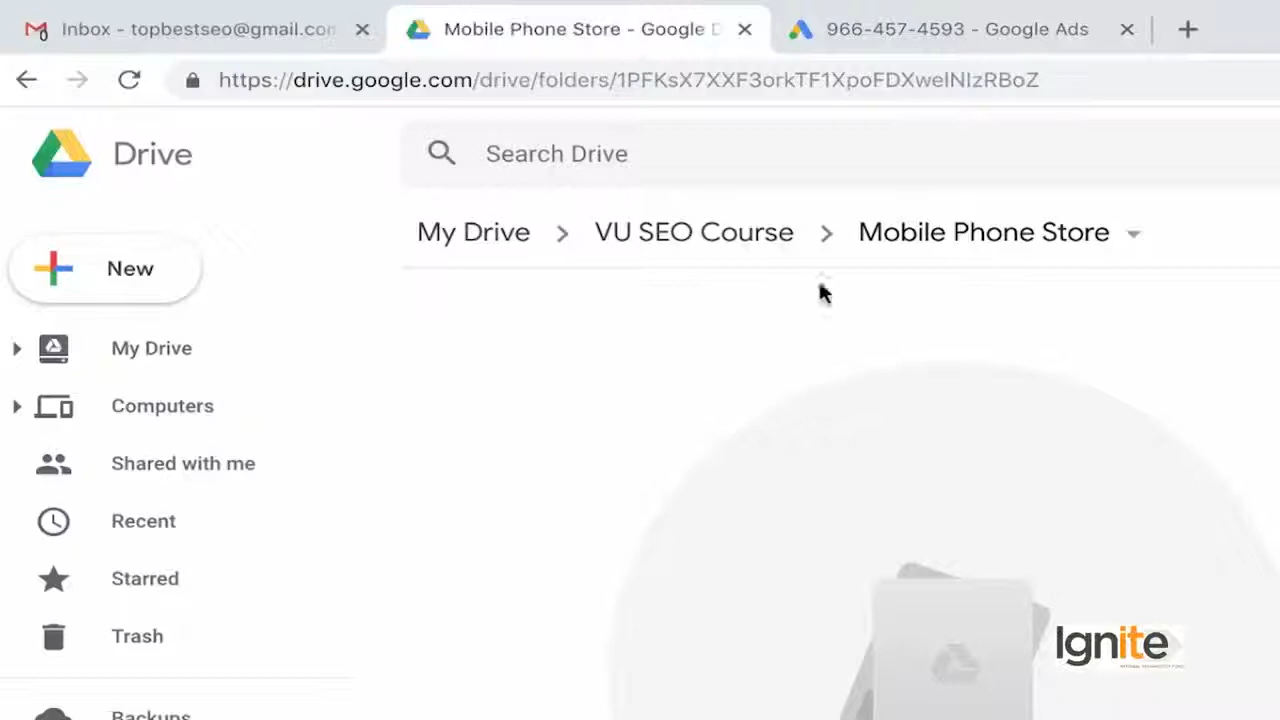 Inbox - topbestseo@gmail.con
Mobile Phone Store - Google D
966-457-4593 - Google Ads
https://drive.google.com/drive/folders/1PFKsX7XXF3orkTF1XpoFDXwelNIzRBoZ
Drive
Search Drive
My Drive > VU SEO Course > Mobile Phone Store
New
My Drive
Computers
Shared with me
Recent
Starred
Trash
Backups
Ignite